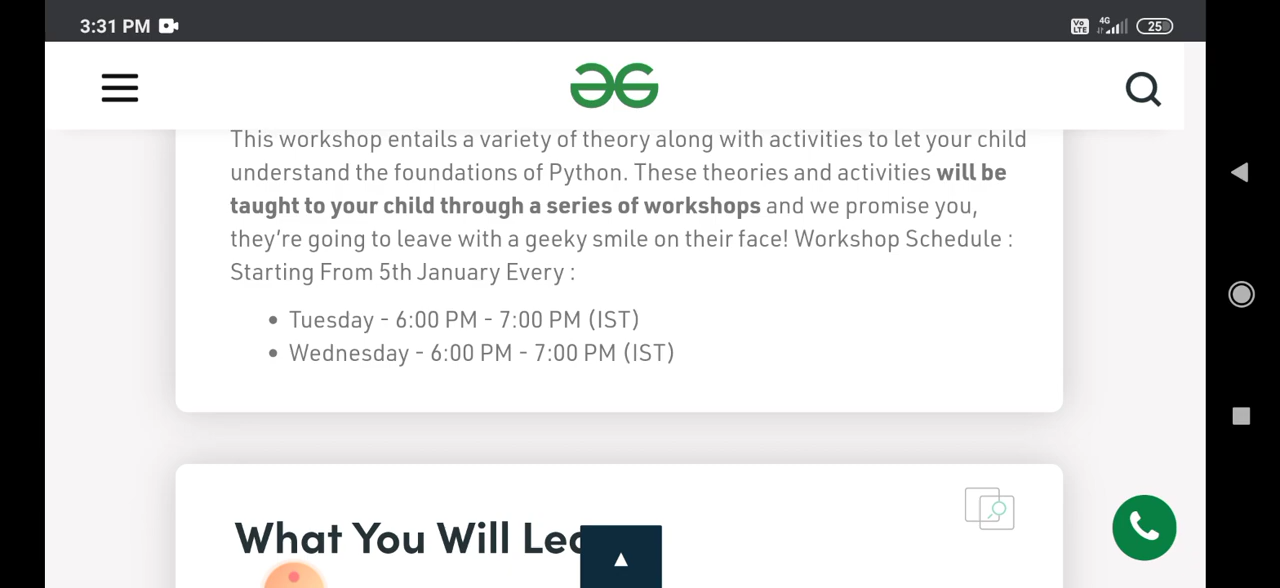 3:31 PM
Vo LTE 4G 25
This workshop entails a variety of theory along with activities to let your child
understand the foundations of Python. These theories and activities will be
taught to your child through a series of workshops and we promise you,
they're going to leave with a geeky smile on their face! Workshop Schedule :
Starting From 5th January Every :
• Tuesday - 6:00 PM - 7:00 PM (IST)
• Wednesday - 6:00 PM - 7:00 PM (IST)
What You Will